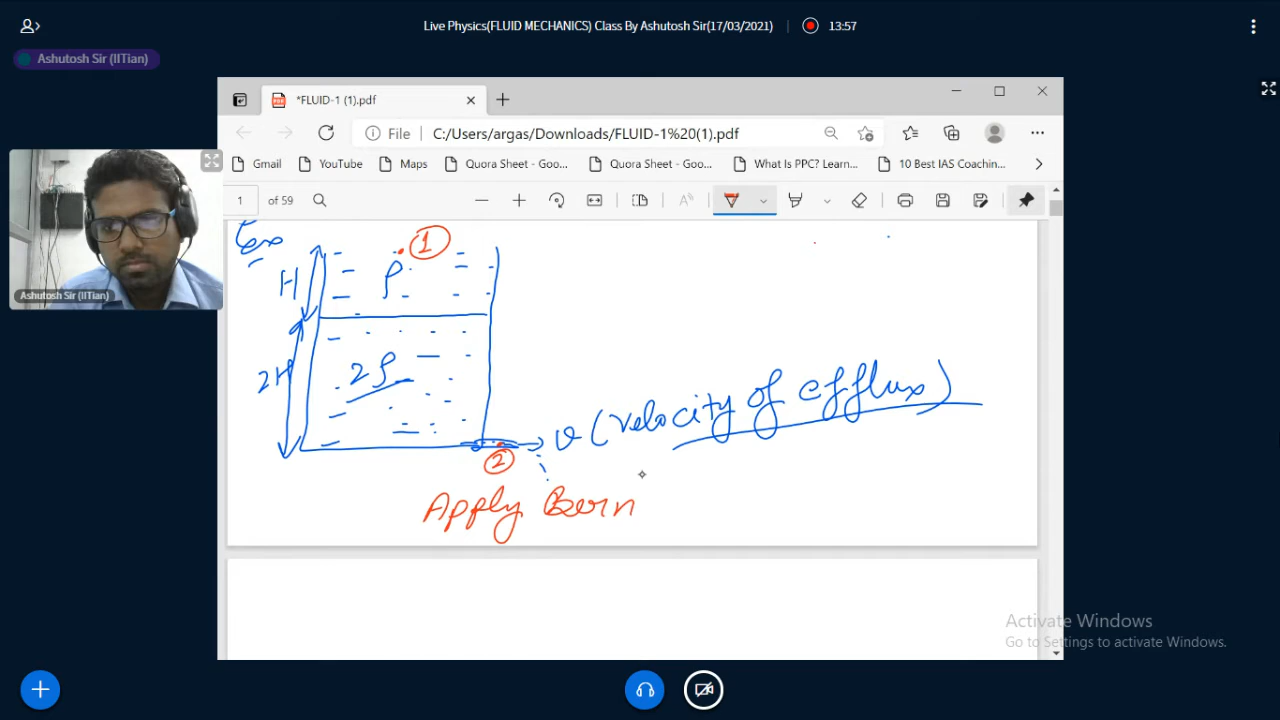 Live Physics(FLUID MECHANICS) Class By Ashutosh Sir(17/03/2021)
13:57
Ashutosh Sir (IITian)
*FLUID-1 (1).pdf
File
C:/Users/argas/Downloads/FLUID-1%20(1).pdf
Gmail
YouTube
Maps
Quora Sheet - Goo...
Quora Sheet - Goo...
What Is PPC? Learn...
10 Best IAS Coachin...
1
of 59
Ex
1
H
ρ
Ashutosh Sir (IITian)
2H
2ρ
v (velocity of efflux)
2
Apply Bern
Activate Windows
Go to Settings to activate Windows.